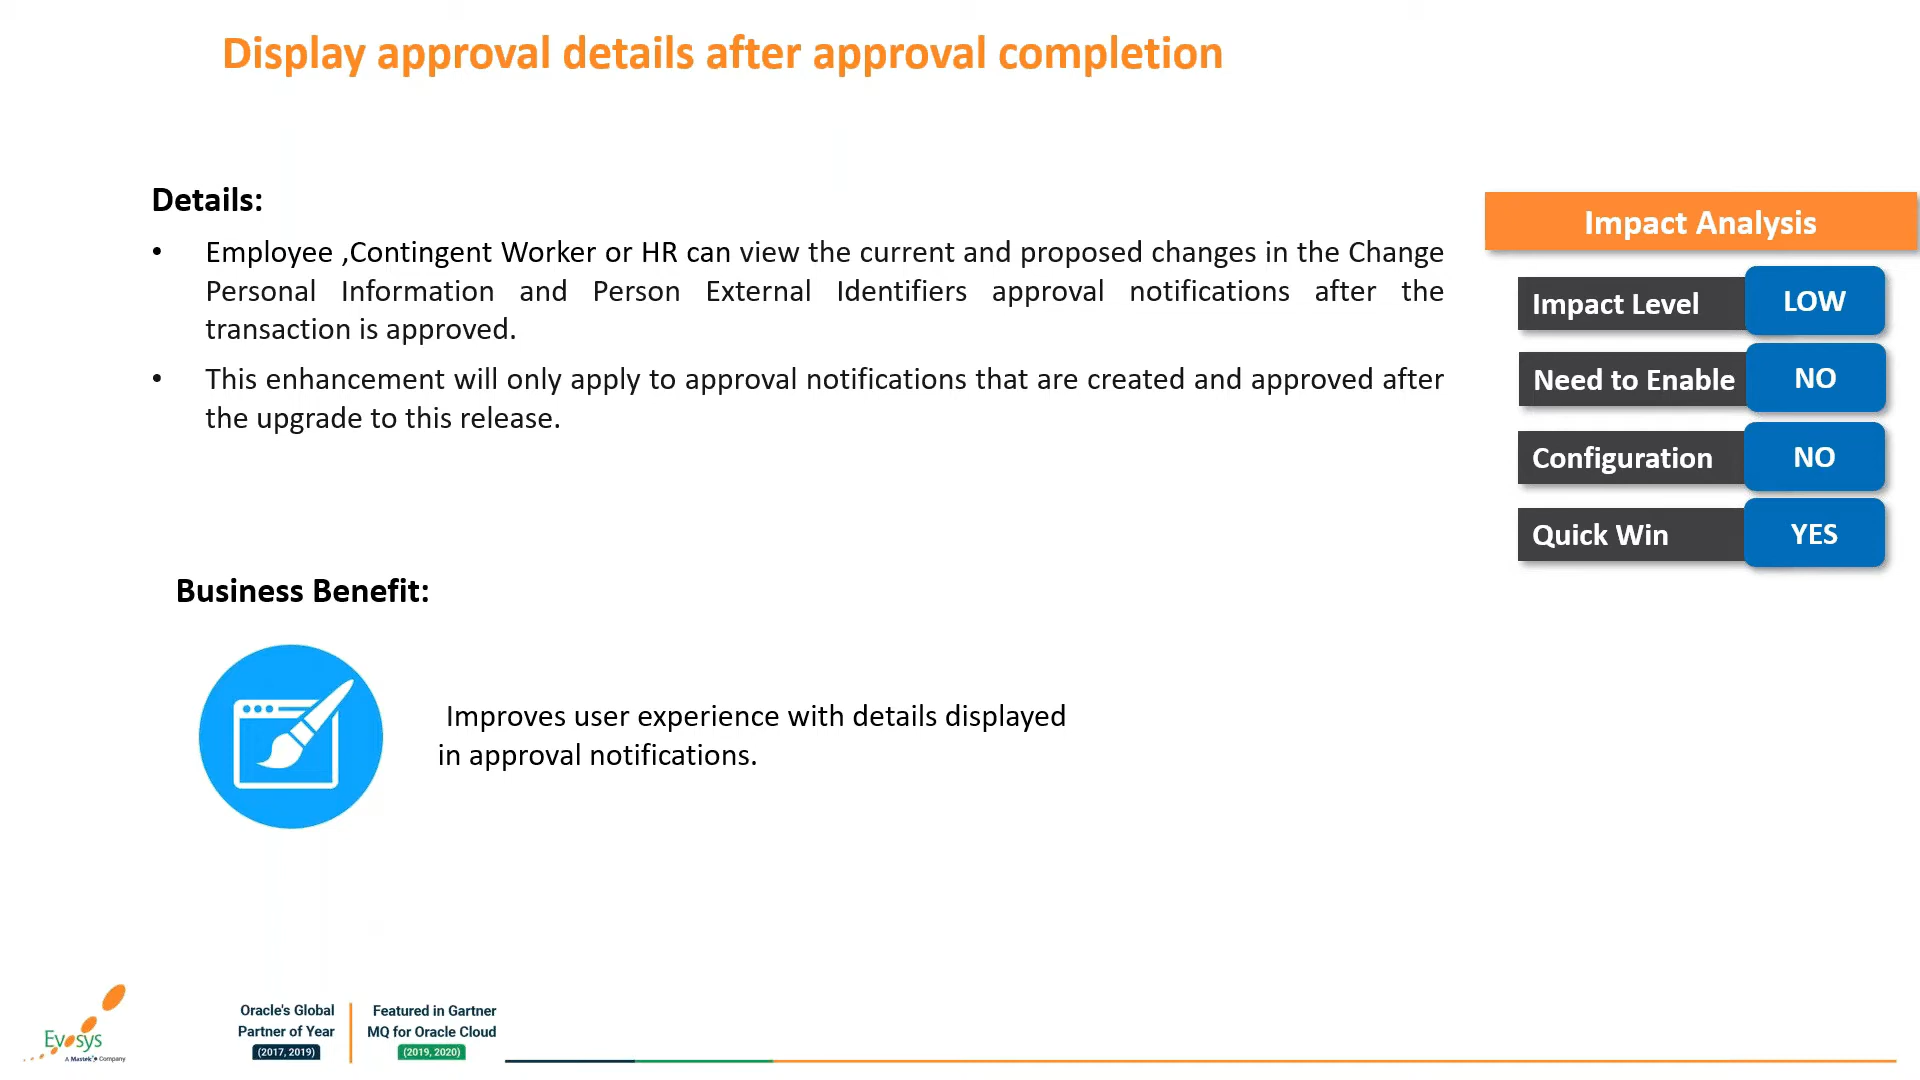 Display approval details after approval completion
Details:
• Employee ,Contingent Worker or HR can view the current and proposed changes in the Change
Personal Information and Person External Identifiers approval notifications after the
transaction is approved.
• This enhancement will only apply to approval notifications that are created and approved after
the upgrade to this release.
Impact Analysis
Impact Level LOW
Need to Enable NO
Configuration NO
Quick Win YES
Business Benefit:
Improves user experience with details displayed
in approval notifications.
Evosys
A Mastek Company
Oracle's Global
Partner of Year
(2017, 2019)
Featured in Gartner
MQ for Oracle Cloud
(2019, 2020)